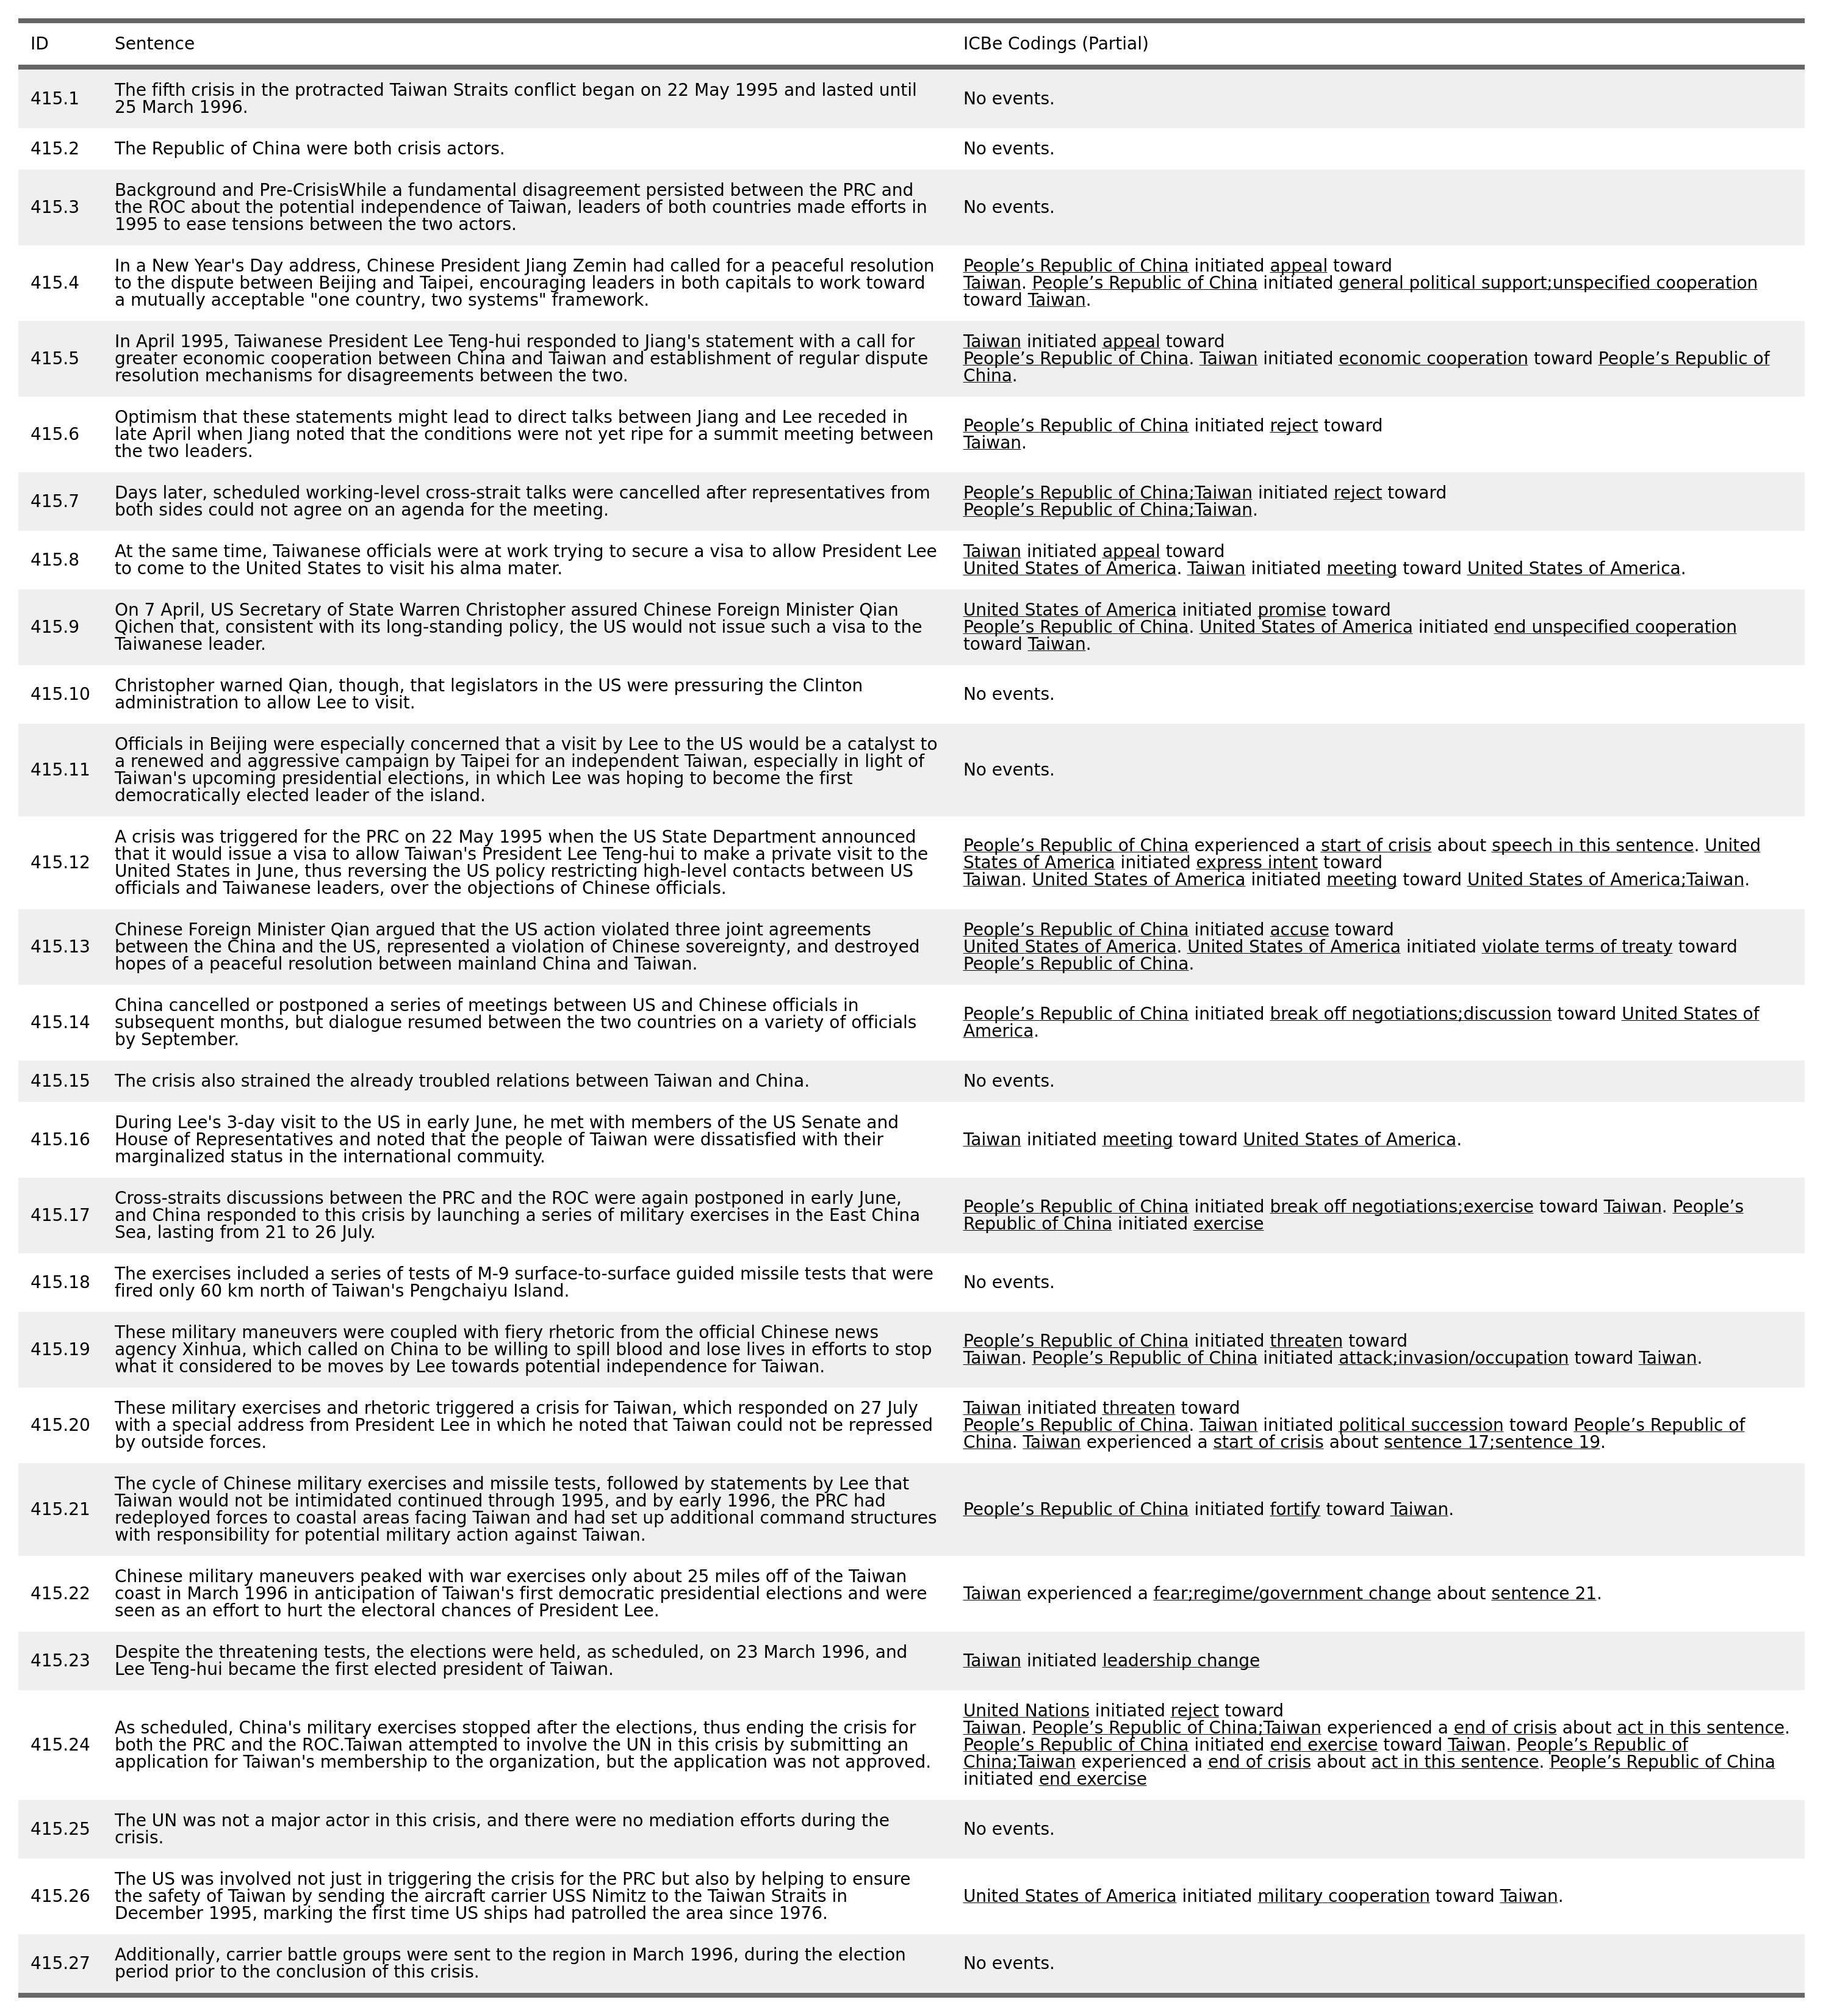 ID Sentence ICBe Codings (Partial)
415.1 The fifth crisis in the protracted Taiwan Straits conflict began on 22 May 1995 and lasted until
25 March 1996.
No events.
415.2 The Republic of China were both crisis actors. No events.
415.3 Background and Pre-CrisisWhile a fundamental disagreement persisted between the PRC and
the ROC about the potential independence of Taiwan, leaders of both countries made efforts in
1995 to ease tensions between the two actors.
No events.
415.4 In a New Year's Day address, Chinese President Jiang Zemin had called for a peaceful resolution
to the dispute between Beijing and Taipei, encouraging leaders in both capitals to work toward
a mutually acceptable "one country, two systems" framework.
People’s Republic of China initiated appeal toward
Taiwan. People’s Republic of China initiated general political support;unspecified cooperation
toward Taiwan.
415.5 In April 1995, Taiwanese President Lee Teng-hui responded to Jiang's statement with a call for
greater economic cooperation between China and Taiwan and establishment of regular dispute
resolution mechanisms for disagreements between the two.
Taiwan initiated appeal toward
People’s Republic of China. Taiwan initiated economic cooperation toward People’s Republic of
China.
415.6 Optimism that these statements might lead to direct talks between Jiang and Lee receded in
late April when Jiang noted that the conditions were not yet ripe for a summit meeting between
the two leaders.
People’s Republic of China initiated reject toward
Taiwan.
415.7 Days later, scheduled working-level cross-strait talks were cancelled after representatives from
both sides could not agree on an agenda for the meeting.
People’s Republic of China;Taiwan initiated reject toward
People’s Republic of China;Taiwan.
415.8 At the same time, Taiwanese officials were at work trying to secure a visa to allow President Lee
to come to the United States to visit his alma mater.
Taiwan initiated appeal toward
United States of America. Taiwan initiated meeting toward United States of America.
415.9 On 7 April, US Secretary of State Warren Christopher assured Chinese Foreign Minister Qian
Qichen that, consistent with its long-standing policy, the US would not issue such a visa to the
Taiwanese leader.
United States of America initiated promise toward
People’s Republic of China. United States of America initiated end unspecified cooperation
toward Taiwan.
415.10 Christopher warned Qian, though, that legislators in the US were pressuring the Clinton
administration to allow Lee to visit.
No events.
415.11 Officials in Beijing were especially concerned that a visit by Lee to the US would be a catalyst to
a renewed and aggressive campaign by Taipei for an independent Taiwan, especially in light of
Taiwan's upcoming presidential elections, in which Lee was hoping to become the first
democratically elected leader of the island.
No events.
415.12 A crisis was triggered for the PRC on 22 May 1995 when the US State Department announced
that it would issue a visa to allow Taiwan's President Lee Teng-hui to make a private visit to the
United States in June, thus reversing the US policy restricting high-level contacts between US
officials and Taiwanese leaders, over the objections of Chinese officials.
People’s Republic of China experienced a start of crisis about speech in this sentence. United
States of America initiated express intent toward
Taiwan. United States of America initiated meeting toward United States of America;Taiwan.
415.13 Chinese Foreign Minister Qian argued that the US action violated three joint agreements
between the China and the US, represented a violation of Chinese sovereignty, and destroyed
hopes of a peaceful resolution between mainland China and Taiwan.
People’s Republic of China initiated accuse toward
United States of America. United States of America initiated violate terms of treaty toward
People’s Republic of China.
415.14 China cancelled or postponed a series of meetings between US and Chinese officials in
subsequent months, but dialogue resumed between the two countries on a variety of officials
by September.
People’s Republic of China initiated break off negotiations;discussion toward United States of
America.
415.15 The crisis also strained the already troubled relations between Taiwan and China. No events.
415.16 During Lee's 3-day visit to the US in early June, he met with members of the US Senate and
House of Representatives and noted that the people of Taiwan were dissatisfied with their
marginalized status in the international commuity.
Taiwan initiated meeting toward United States of America.
415.17 Cross-straits discussions between the PRC and the ROC were again postponed in early June,
and China responded to this crisis by launching a series of military exercises in the East China
Sea, lasting from 21 to 26 July.
People’s Republic of China initiated break off negotiations;exercise toward Taiwan. People’s
Republic of China initiated exercise
415.18 The exercises included a series of tests of M-9 surface-to-surface guided missile tests that were
fired only 60 km north of Taiwan's Pengchaiyu Island.
No events.
415.19 These military maneuvers were coupled with fiery rhetoric from the official Chinese news
agency Xinhua, which called on China to be willing to spill blood and lose lives in efforts to stop
what it considered to be moves by Lee towards potential independence for Taiwan.
People’s Republic of China initiated threaten toward
Taiwan. People’s Republic of China initiated attack;invasion/occupation toward Taiwan.
415.20 These military exercises and rhetoric triggered a crisis for Taiwan, which responded on 27 July
with a special address from President Lee in which he noted that Taiwan could not be repressed
by outside forces.
Taiwan initiated threaten toward
People’s Republic of China. Taiwan initiated political succession toward People’s Republic of
China. Taiwan experienced a start of crisis about sentence 17;sentence 19.
415.21 The cycle of Chinese military exercises and missile tests, followed by statements by Lee that
Taiwan would not be intimidated continued through 1995, and by early 1996, the PRC had
redeployed forces to coastal areas facing Taiwan and had set up additional command structures
with responsibility for potential military action against Taiwan.
People’s Republic of China initiated fortify toward Taiwan.
415.22 Chinese military maneuvers peaked with war exercises only about 25 miles off of the Taiwan
coast in March 1996 in anticipation of Taiwan's first democratic presidential elections and were
seen as an effort to hurt the electoral chances of President Lee.
Taiwan experienced a fear;regime/government change about sentence 21.
415.23 Despite the threatening tests, the elections were held, as scheduled, on 23 March 1996, and
Lee Teng-hui became the first elected president of Taiwan.
Taiwan initiated leadership change
415.24 As scheduled, China's military exercises stopped after the elections, thus ending the crisis for
both the PRC and the ROC.Taiwan attempted to involve the UN in this crisis by submitting an
application for Taiwan's membership to the organization, but the application was not approved.
United Nations initiated reject toward
Taiwan. People’s Republic of China;Taiwan experienced a end of crisis about act in this sentence.
People’s Republic of China initiated end exercise toward Taiwan. People’s Republic of
China;Taiwan experienced a end of crisis about act in this sentence. People’s Republic of China
initiated end exercise
415.25 The UN was not a major actor in this crisis, and there were no mediation efforts during the
crisis.
No events.
415.26 The US was involved not just in triggering the crisis for the PRC but also by helping to ensure
the safety of Taiwan by sending the aircraft carrier USS Nimitz to the Taiwan Straits in
December 1995, marking the first time US ships had patrolled the area since 1976.
United States of America initiated military cooperation toward Taiwan.
415.27 Additionally, carrier battle groups were sent to the region in March 1996, during the election
period prior to the conclusion of this crisis.
No events.